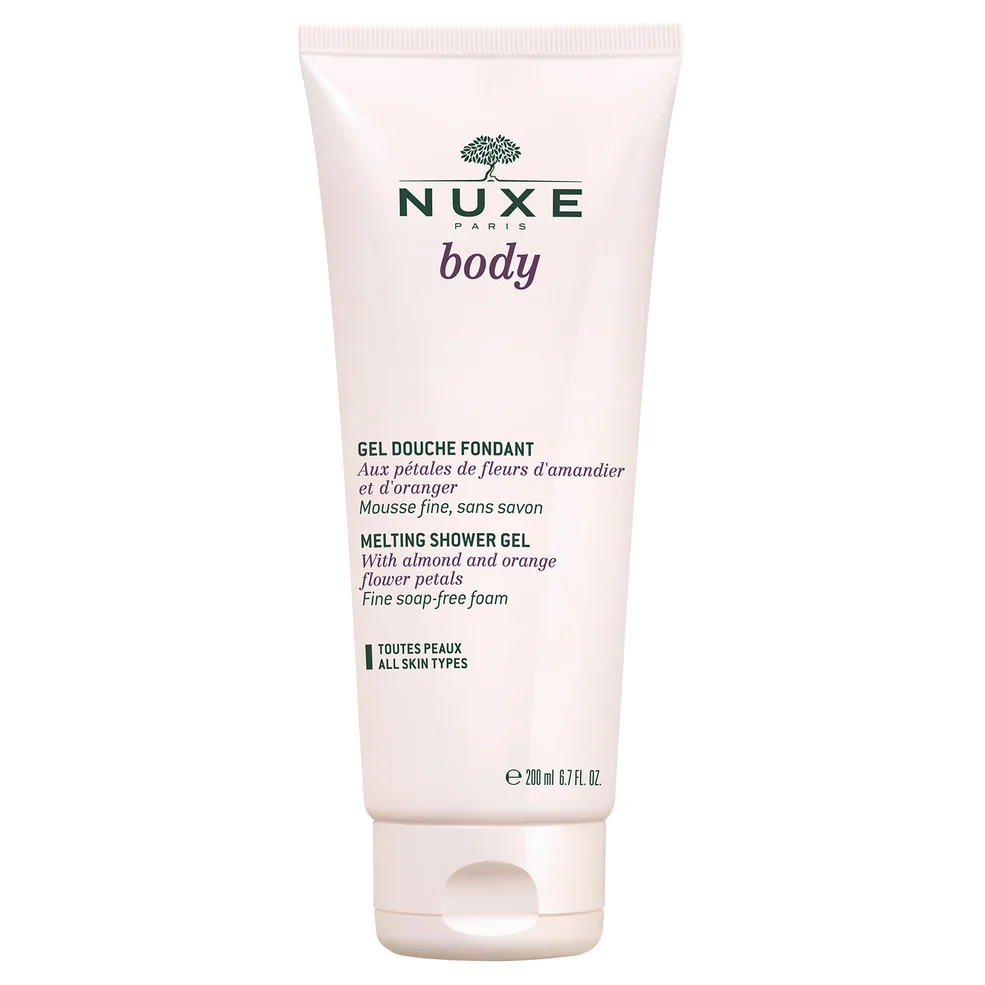 NUXE
PARIS
body
GEL DOUCHE FONDANT
Aux pétales de fleurs d'amandier
et d'oranger
Mousse fine, sans savon
MELTING SHOWER GEL
With almond and orange
flower petals
Fine soap-free foam
TOUTES PEAUX
ALL SKIN TYPES
℮ 200 ml 6.7 FL. OZ.